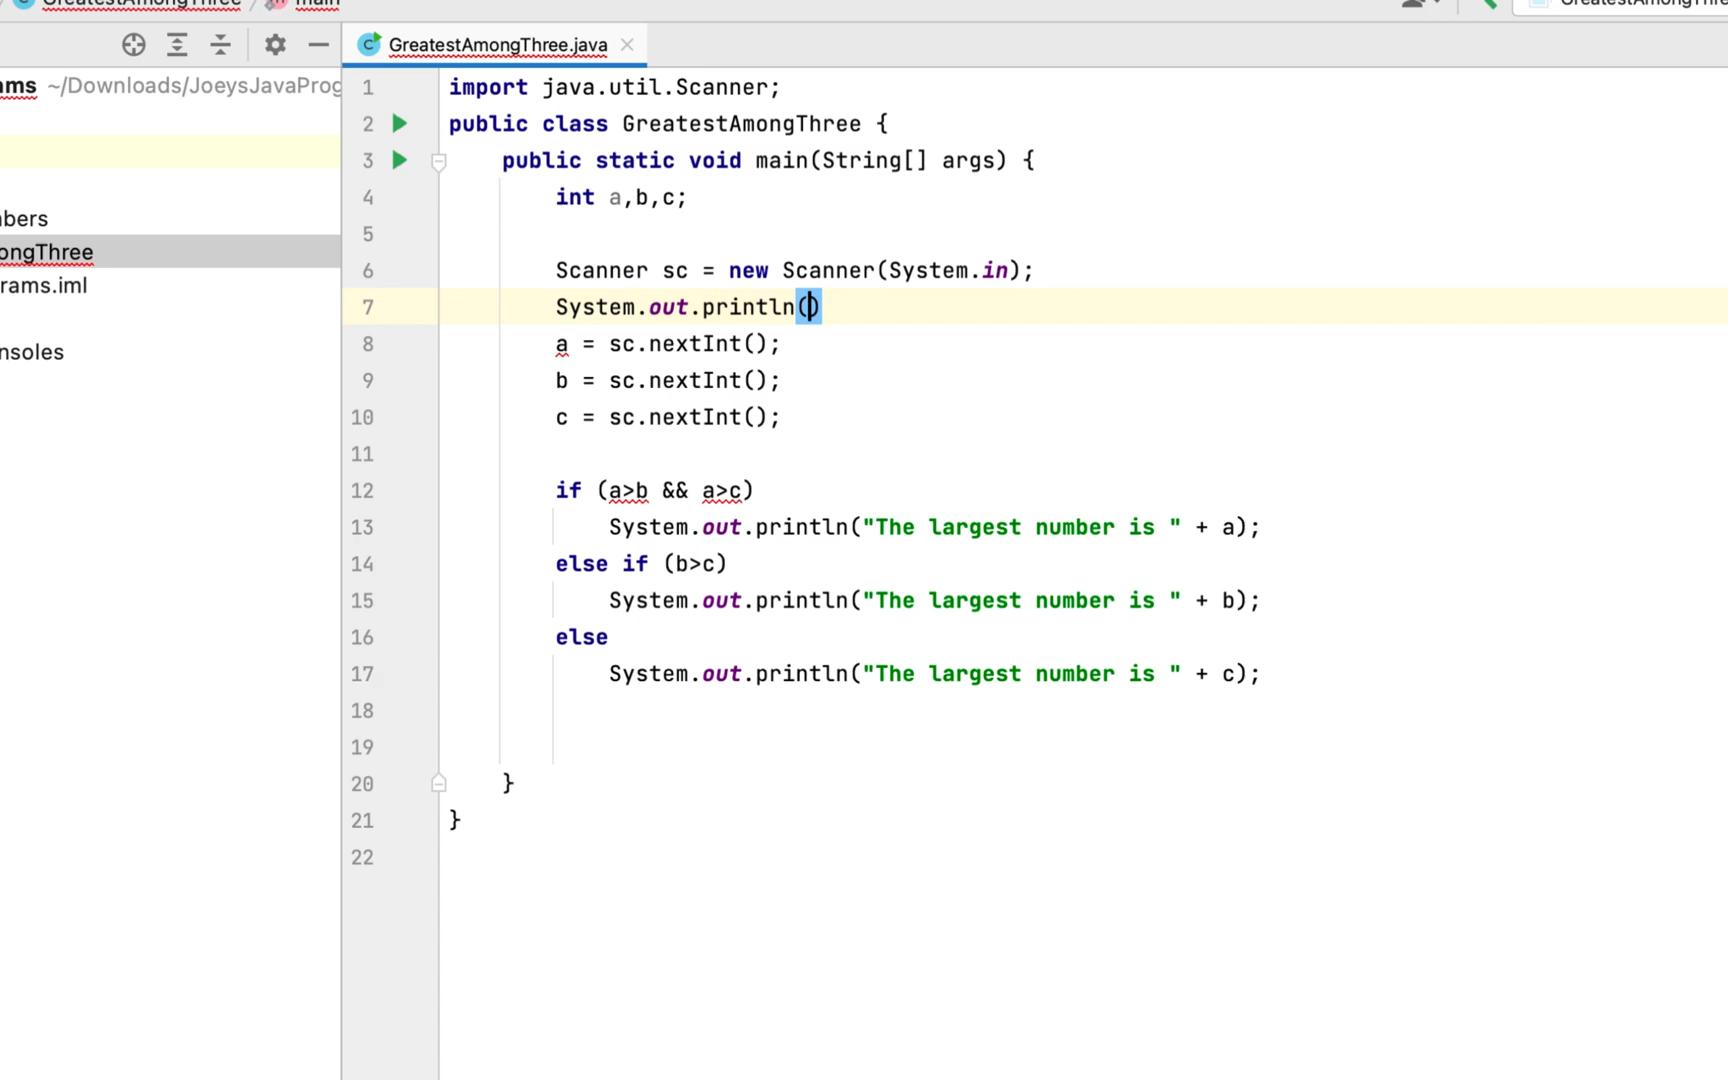 GreatestAmongThree / main
GreatestAmongThree.java
ams ~/Downloads/JoeysJavaProg
bers
ongThree
rams.iml
nsoles
1 import java.util.Scanner;
2 public class GreatestAmongThree {
3 public static void main(String[] args) {
4 int a,b,c;
5
6 Scanner sc = new Scanner(System.in);
7 System.out.println()
8 a = sc.nextInt();
9 b = sc.nextInt();
10 c = sc.nextInt();
11
12 if (a>b && a>c)
13 System.out.println("The largest number is " + a);
14 else if (b>c)
15 System.out.println("The largest number is " + b);
16 else
17 System.out.println("The largest number is " + c);
18
19
20 }
21 }
22